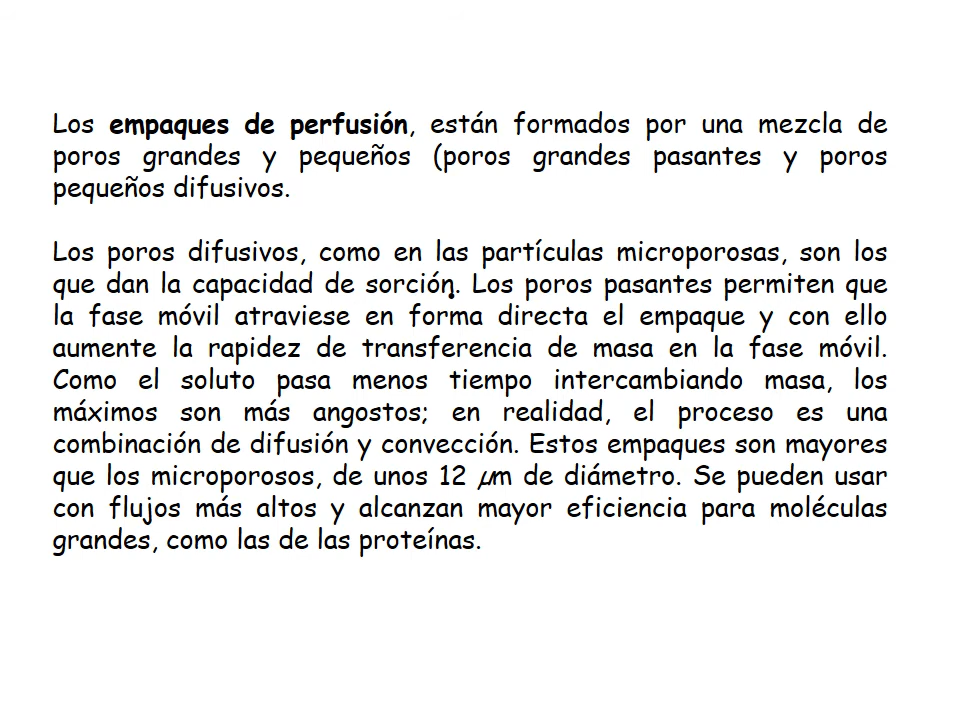 Los empaques de perfusión, están formados por una mezcla de
poros grandes y pequeños (poros grandes pasantes y poros
pequeños difusivos.
Los poros difusivos, como en las partículas microporosas, son los
que dan la capacidad de sorción. Los poros pasantes permiten que
la fase móvil atraviese en forma directa el empaque y con ello
aumente la rapidez de transferencia de masa en la fase móvil.
Como el soluto pasa menos tiempo intercambiando masa, los
máximos son más angostos; en realidad, el proceso es una
combinación de difusión y convección. Estos empaques son mayores
que los microporosos, de unos 12 μm de diámetro. Se pueden usar
con flujos más altos y alcanzan mayor eficiencia para moléculas
grandes, como las de las proteínas.